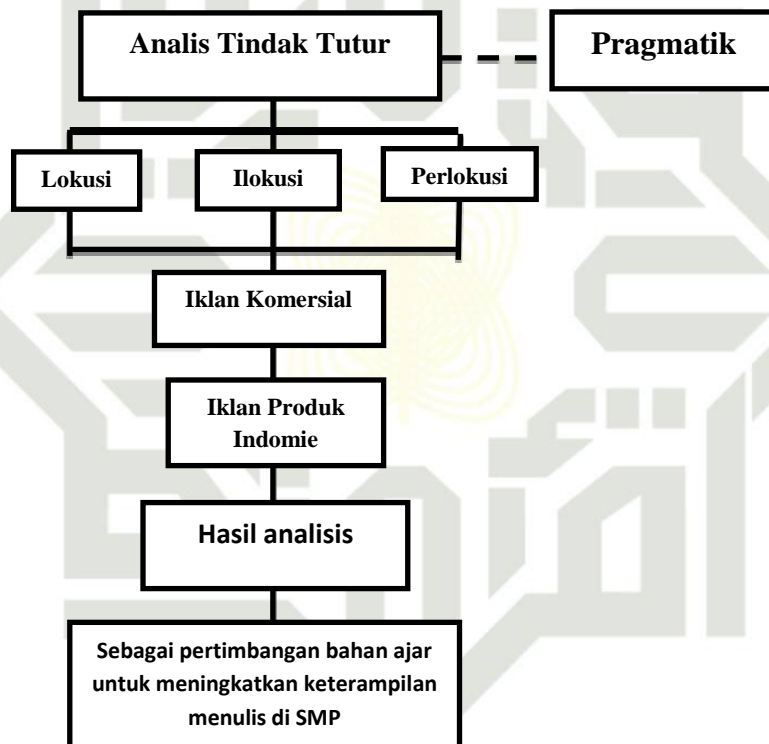 Analis Tindak Tutur
Pragmatik
Lokusi
Ilokusi
Perlokusi
Iklan Komersial
Iklan Produk
Indomie
Hasil analisis
Sebagai pertimbangan bahan ajar
untuk meningkatkan keterampilan
menulis di SMP